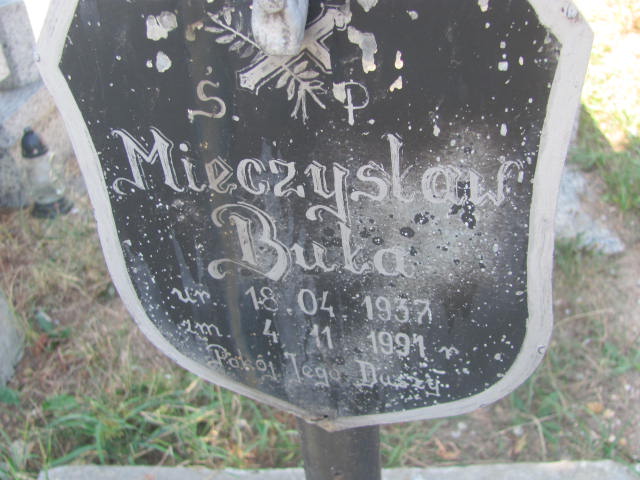 Ś P
Mieczysław
Buła
ur 18.04 1937
zm 4 11 1991 r
Pokój Jego Duszy